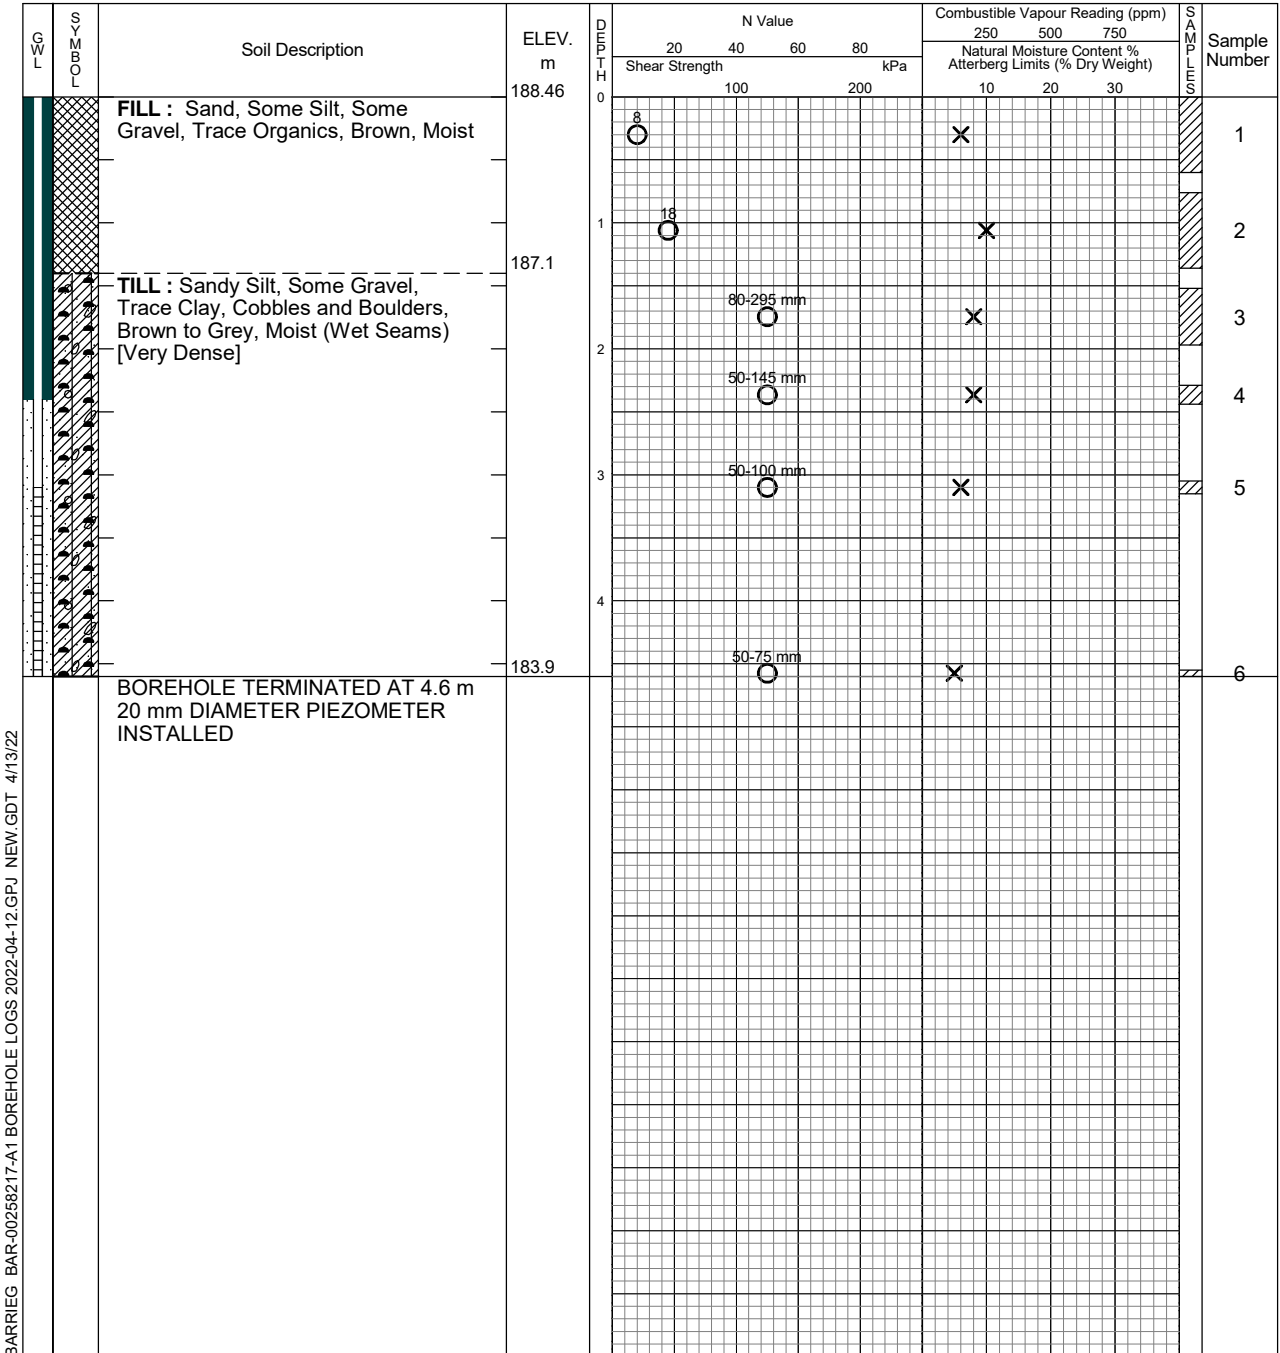 GWL
SYMBOL
Soil Description
ELEV.
m
188.46
DEPTH
N Value
20 40 60 80
Shear Strength kPa
100 200
Combustible Vapour Reading (ppm)
250 500 750
Natural Moisture Content %
Atterberg Limits (% Dry Weight)
10 20 30
SAMPLES
Sample
Number
0
FILL : Sand, Some Silt, Some
Gravel, Trace Organics, Brown, Moist
8
1
18
1
2
187.1
TILL : Sandy Silt, Some Gravel,
Trace Clay, Cobbles and Boulders,
Brown to Grey, Moist (Wet Seams)
[Very Dense]
80-295 mm
3
2
50-145 mm
4
50-100 mm
3
5
4
50-75 mm
183.9
6
BOREHOLE TERMINATED AT 4.6 m
20 mm DIAMETER PIEZOMETER
INSTALLED
BARRIEG BAR-00258217-A1 BOREHOLE LOGS 2022-04-12.GPJ NEW.GDT 4/13/22